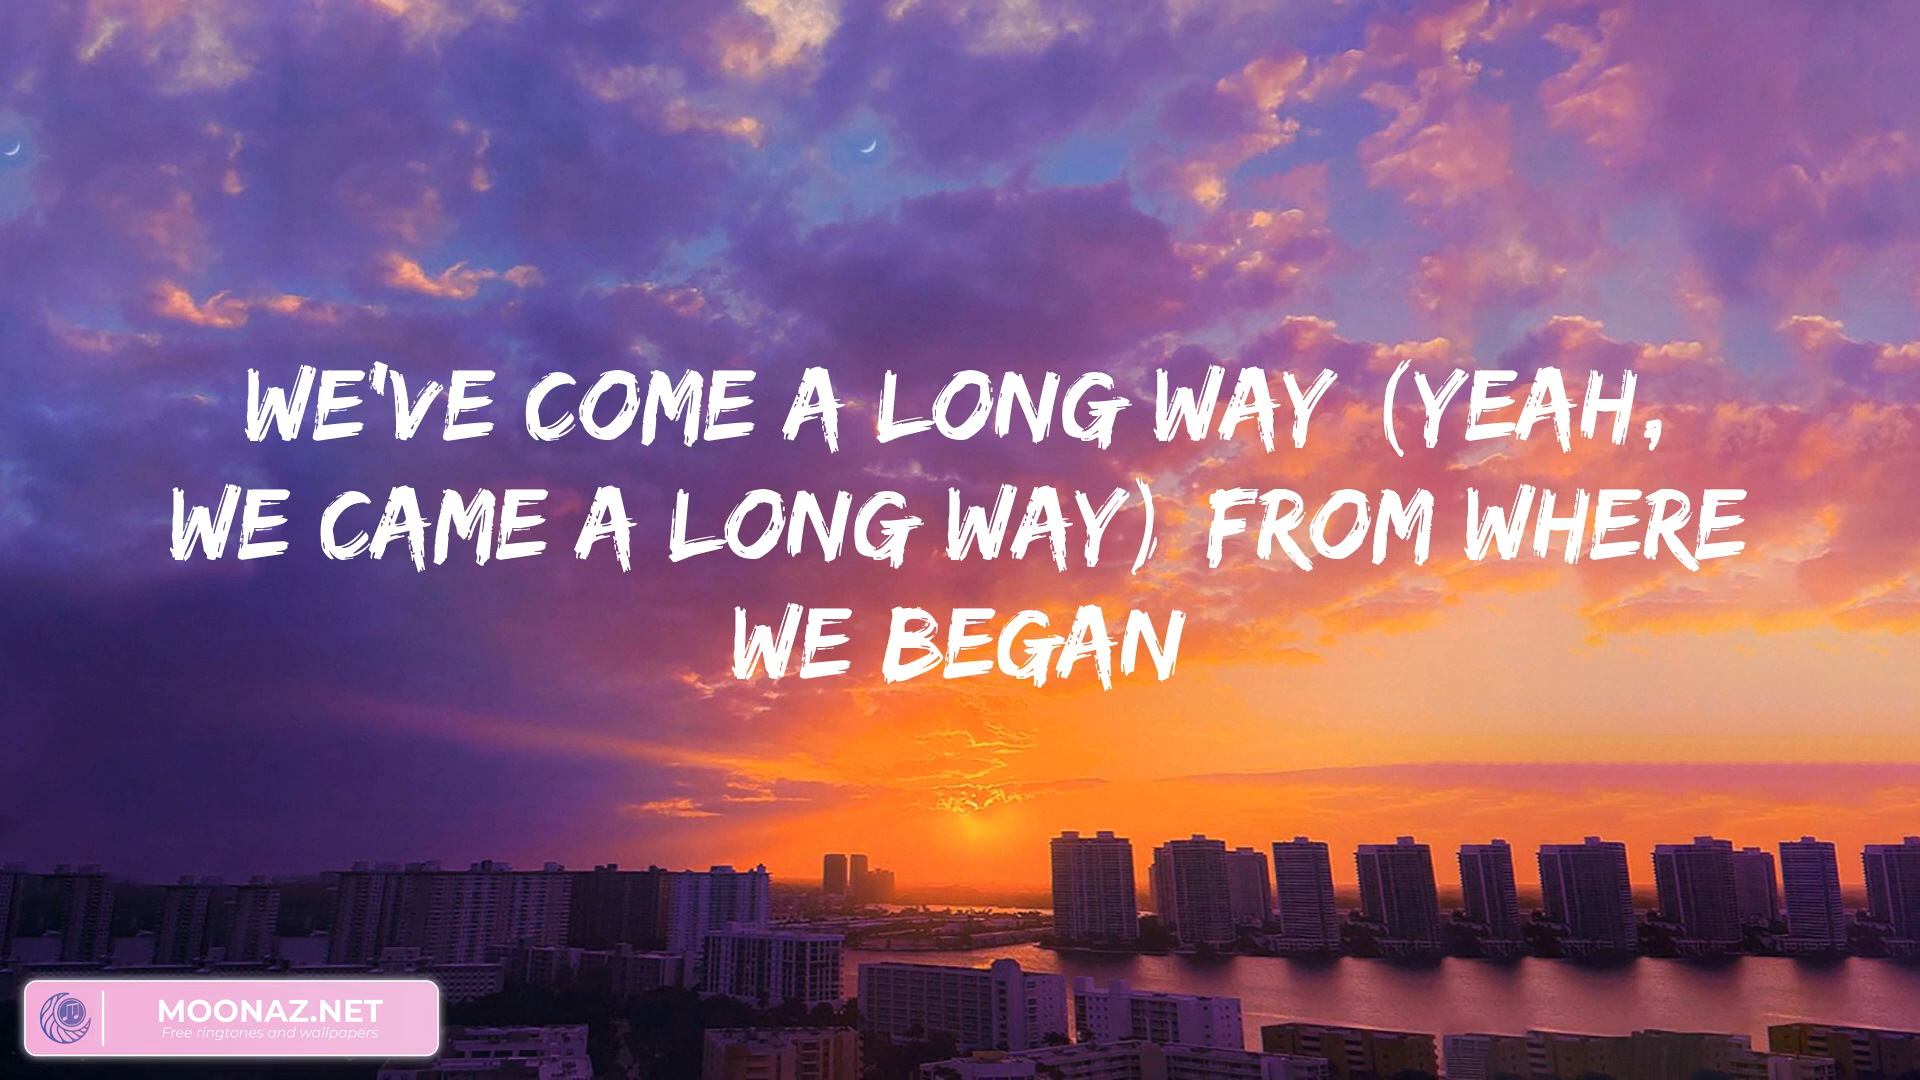 WE'VE COME A LONG WAY (YEAH,
WE CAME A LONG WAY) FROM WHERE
WE BEGAN
MOONAZ.NET
Free ringtones and wallpapers